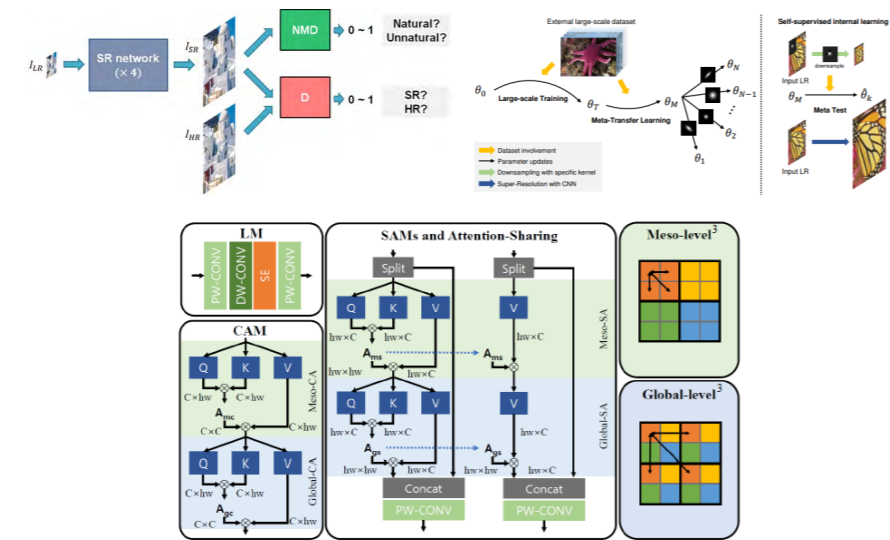 I_LR
SR network
(× 4)
I_SR
I_HR
NMD
0 ~ 1
Natural?
Unnatural?
D
0 ~ 1
SR?
HR?
External large-scale dataset
θ_0
Large-scale Training
θ_T
Meta-Transfer Learning
θ_M
θ_N
θ_N−1
⋮
θ_2
θ_1
Dataset involvement
Parameter updates
Downsampling with specific kernel
Super-Resolution with CNN
Self-supervised internal learning
downsample
Input LR
θ_M
θ̂_k
Meta Test
Input LR
LM
PW-CONV
DW-CONV
SE
PW-CONV
CAM
Q
K
V
C×hw
C×hw
A_mc
C×C
C×hw
Meso-CA
Q
K
V
C×hw
C×hw
A_gc
C×C
C×hw
Global-CA
SAMs and Attention-Sharing
Split
Split
Q
K
V
V
hw×C
hw×C
A_ms
A_ms
hw×hw
hw×C
Meso-SA
Q
K
V
V
hw×C
hw×C
hw×C
A_gs
A_gs
hw×hw
hw×C
hw×hw
hw×C
Global-SA
Concat
Concat
PW-CONV
PW-CONV
Meso-level³
Global-level³